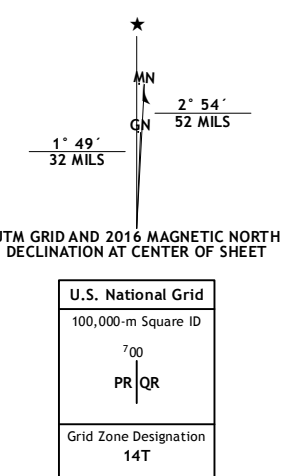 ★
MN
GN
2° 54´
52 MILS
1° 49´
32 MILS
UTM GRID AND 2016 MAGNETIC NORTH
DECLINATION AT CENTER OF SHEET
U.S. National Grid
100,000-m Square ID
700
PR QR
Grid Zone Designation
14T